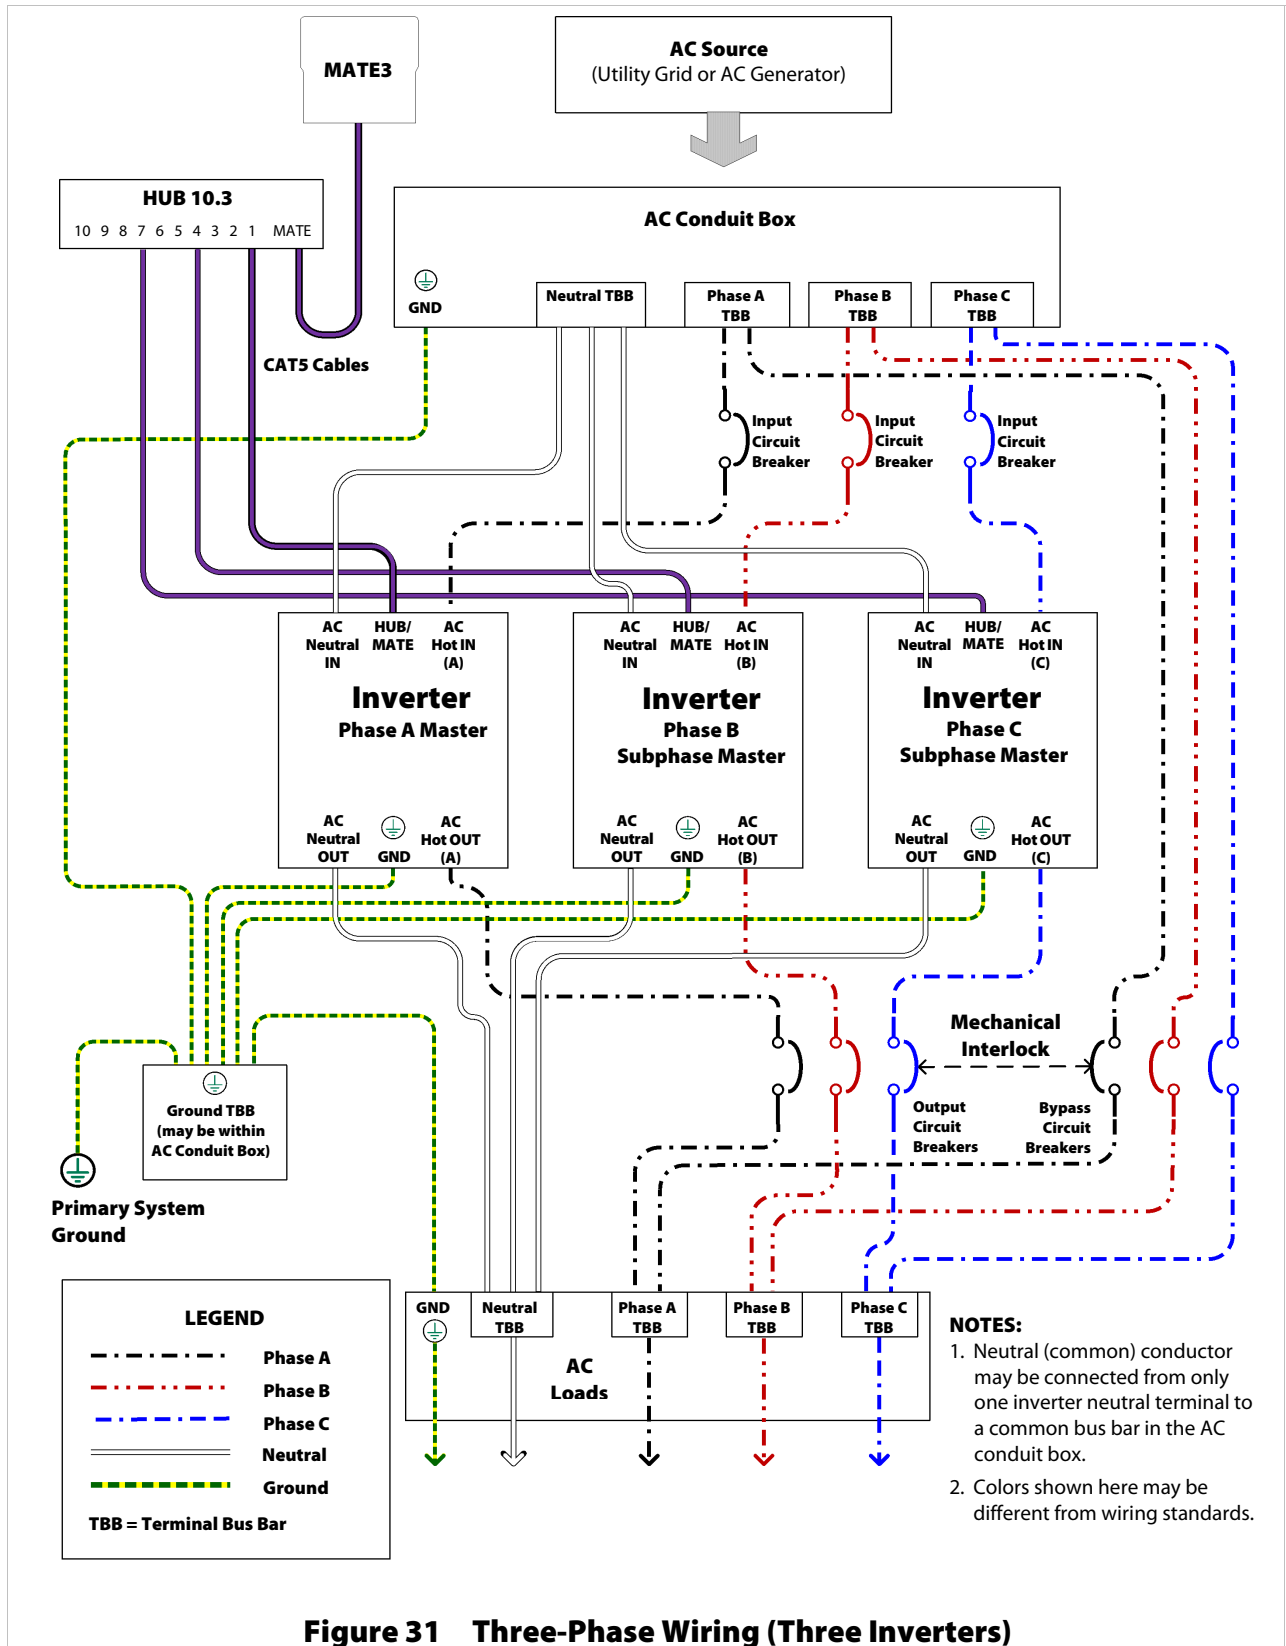 MATE3
AC Source
(Utility Grid or AC Generator)
HUB 10.3
10 9 8 7 6 5 4 3 2 1 MATE
AC Conduit Box
GND
Neutral TBB
Phase A
TBB
Phase B
TBB
Phase C
TBB
CAT5 Cables
Input
Circuit
Breaker
Input
Circuit
Breaker
Input
Circuit
Breaker
AC
Neutral
IN
HUB/
MATE
AC
Hot IN
(A)
Inverter
Phase A Master
AC
Neutral
OUT
GND
AC
Hot OUT
(A)
AC
Neutral
IN
HUB/
MATE
AC
Hot IN
(B)
Inverter
Phase B
Subphase Master
AC
Neutral
OUT
GND
AC
Hot OUT
(B)
AC
Neutral
IN
HUB/
MATE
AC
Hot IN
(C)
Inverter
Phase C
Subphase Master
AC
Neutral
OUT
GND
AC
Hot OUT
(C)
Mechanical
Interlock
Output
Circuit
Breakers
Bypass
Circuit
Breakers
Ground TBB
(may be within
AC Conduit Box)
Primary System
Ground
LEGEND
Phase A
Phase B
Phase C
Neutral
Ground
TBB = Terminal Bus Bar
GND
Neutral
TBB
Phase A
TBB
Phase B
TBB
Phase C
TBB
AC
Loads
NOTES:
1. Neutral (common) conductor
may be connected from only
one inverter neutral terminal to
a common bus bar in the AC
conduit box.
2. Colors shown here may be
different from wiring standards.
Figure 31 Three-Phase Wiring (Three Inverters)